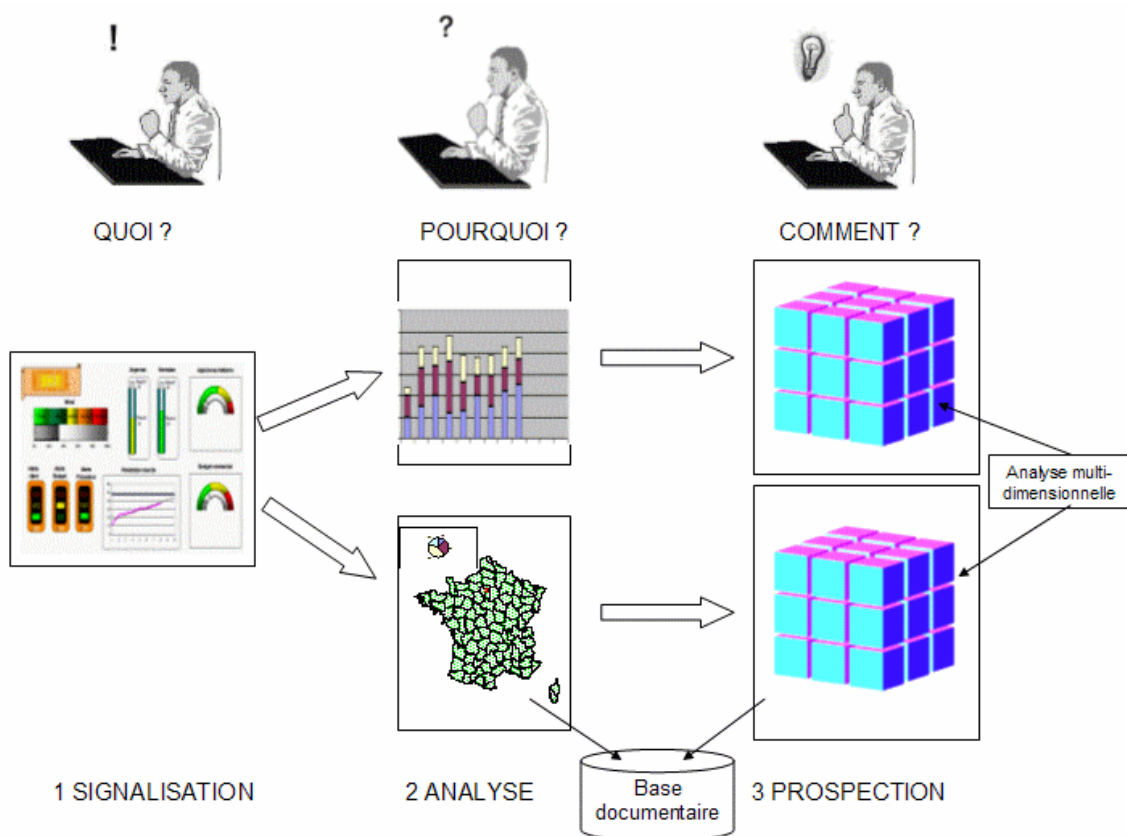 !
?
QUOI ?
POURQUOI ?
COMMENT ?
Analyse multi-
dimensionnelle
1 SIGNALISATION
2 ANALYSE
Base
documentaire
3 PROSPECTION